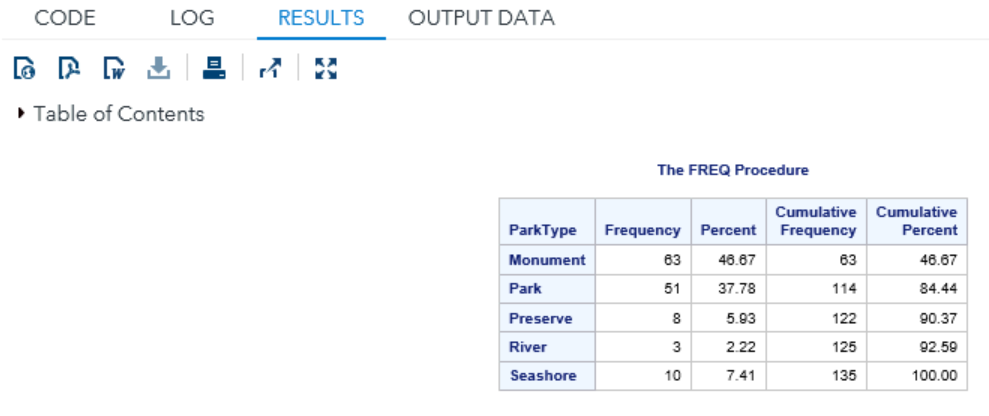 CODE LOG RESULTS OUTPUT DATA
Table of Contents
The FREQ Procedure
ParkType Frequency Percent Cumulative Frequency Cumulative Percent
Monument 63 46.67 63 46.67
Park 51 37.78 114 84.44
Preserve 8 5.93 122 90.37
River 3 2.22 125 92.59
Seashore 10 7.41 135 100.00